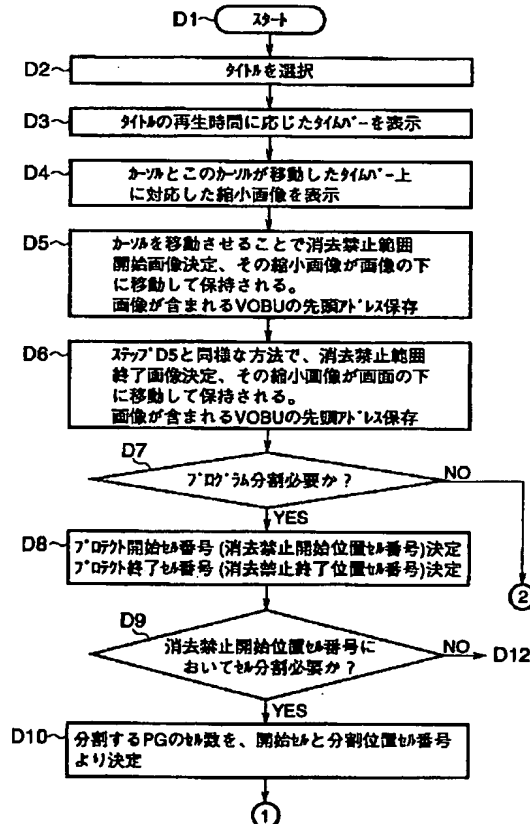 D1 スタート
D2 タイトルを選択
D3 タイトルの再生時間に応じたタイムバーを表示
D4 カーソルとこのカーソルが移動したタイムバー上
に対応した縮小画像を表示
D5 カーソルを移動させることで消去禁止範囲
開始画像決定、その縮小画像が画像の下
に移動して保持される。
画像が含まれるVOBUの先頭アドレス保存
D6 ステップD5と同様な方法で、消去禁止範囲
終了画像決定、その縮小画像が画面の下
に移動して保持される。
画像が含まれるVOBUの先頭アドレス保存
D7 プログラム分割必要か?
NO
YES
②
D8 プロテクト開始セル番号(消去禁止開始位置セル番号)決定
プロテクト終了セル番号(消去禁止終了位置セル番号)決定
D9 消去禁止開始位置セル番号に
おいてセル分割必要か?
NO
D12
YES
D10 分割するPGのセル数を、開始セルと分割位置セル番号
より決定
①